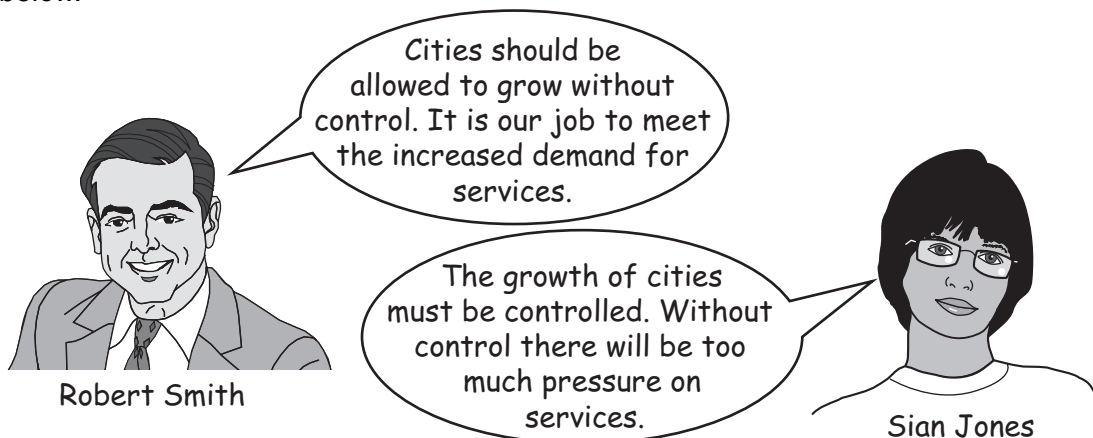 Cities should be
allowed to grow without
control. It is our job to meet
the increased demand for
services.
Robert Smith
The growth of cities
must be controlled. Without
control there will be too
much pressure on
services.
Sian Jones